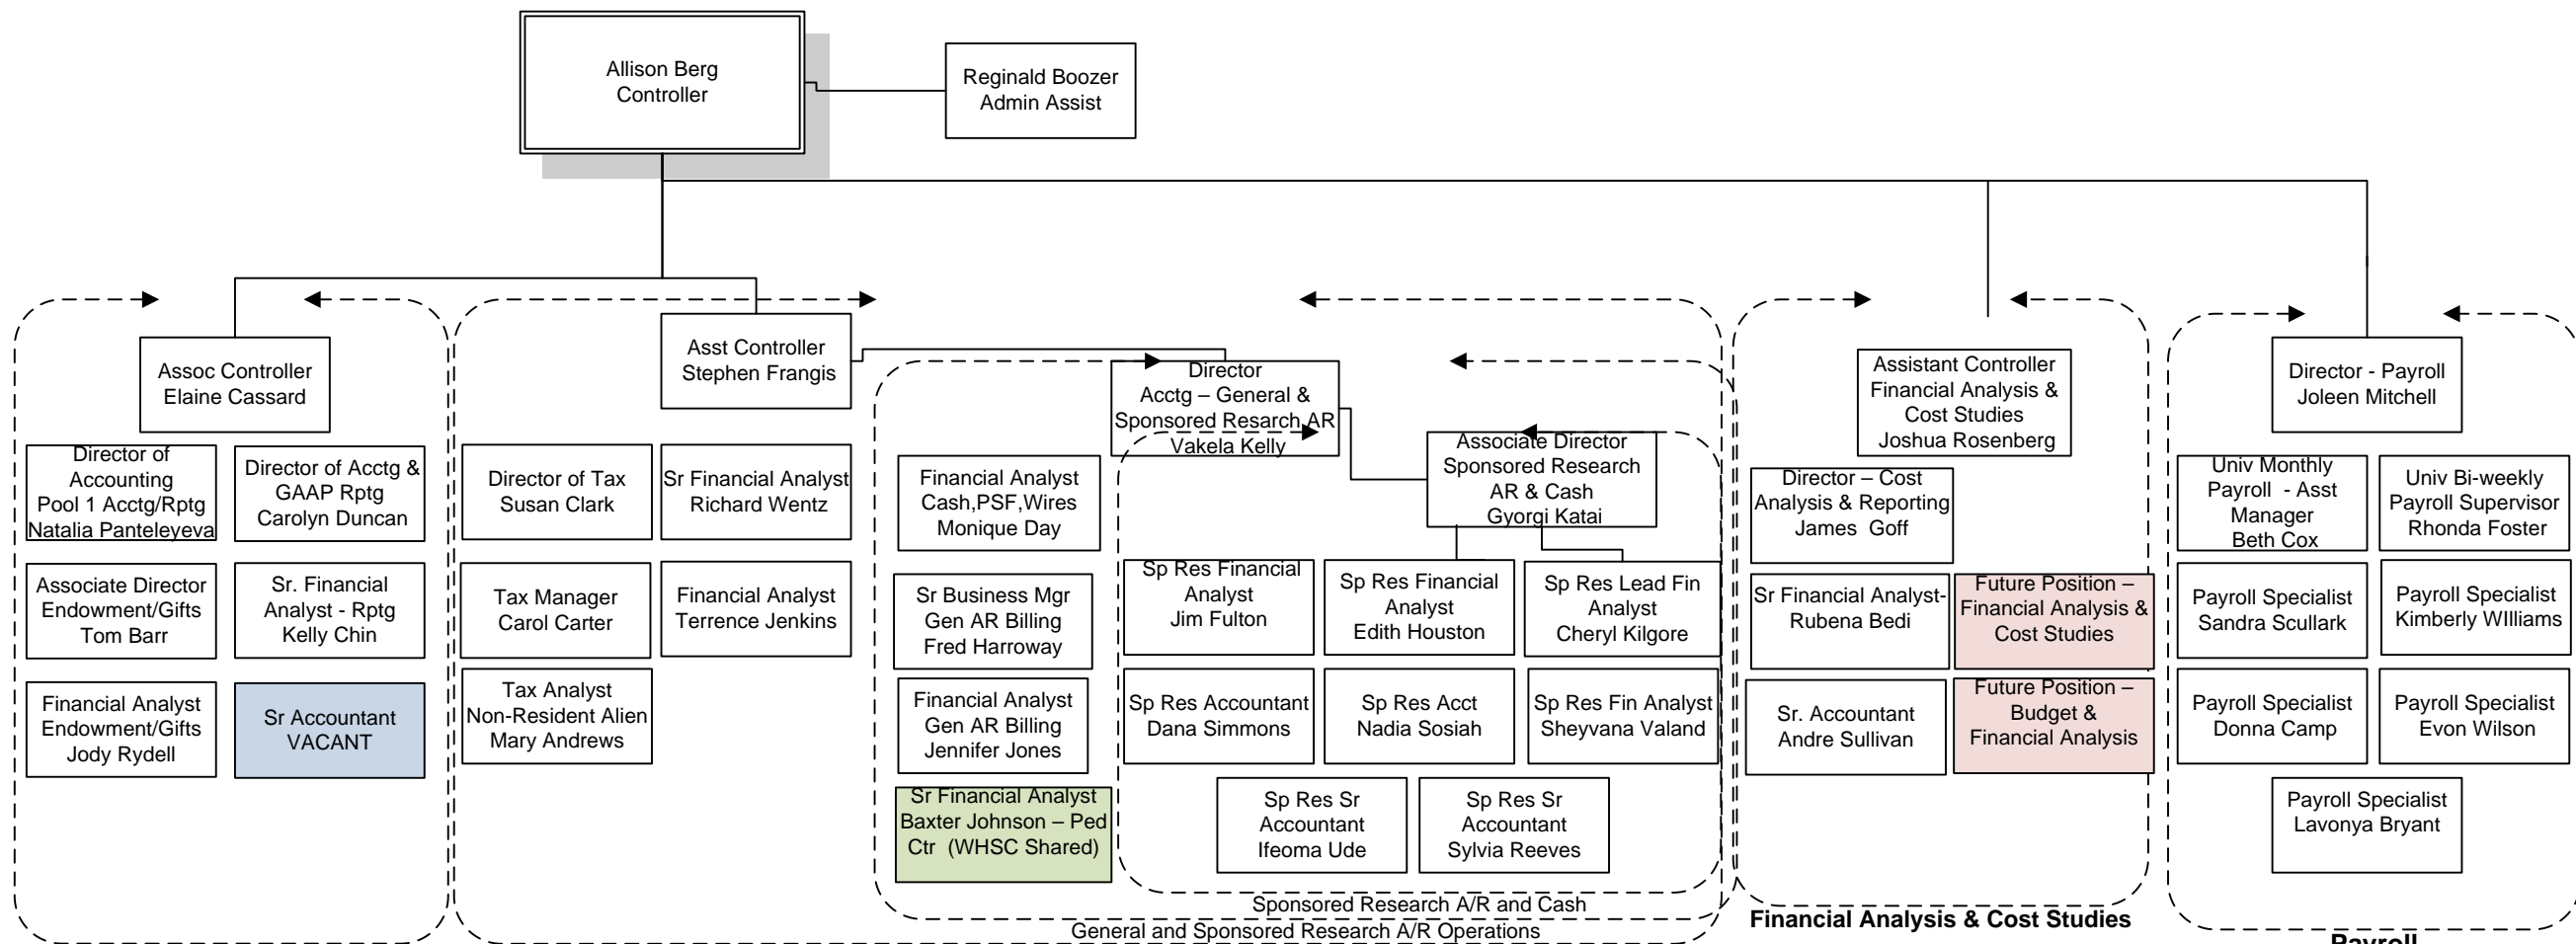 Allison Berg
Controller
Reginald Boozer
Admin Assist
Assoc Controller
Elaine Cassard
Director of
Accounting
Pool 1 Acctg/Rptg
Natalia Panteleyeva
Director of Acctg &
GAAP Rptg
Carolyn Duncan
Associate Director
Endowment/Gifts
Tom Barr
Sr. Financial
Analyst - Rptg
Kelly Chin
Financial Analyst
Endowment/Gifts
Jody Rydell
Sr Accountant
VACANT
Asst Controller
Stephen Frangis
Director of Tax
Susan Clark
Sr Financial Analyst
Richard Wentz
Tax Manager
Carol Carter
Financial Analyst
Terrence Jenkins
Tax Analyst
Non-Resident Alien
Mary Andrews
Director
Acctg – General &
Sponsored Resarch AR
Vakela Kelly
Financial Analyst
Cash,PSF,Wires
Monique Day
Sr Business Mgr
Gen AR Billing
Fred Harroway
Financial Analyst
Gen AR Billing
Jennifer Jones
Sr Financial Analyst
Baxter Johnson – Ped
Ctr (WHSC Shared)
Associate Director
Sponsored Research
AR & Cash
Gyorgi Katai
Sp Res Financial
Analyst
Jim Fulton
Sp Res Financial
Analyst
Edith Houston
Sp Res Lead Fin
Analyst
Cheryl Kilgore
Sp Res Accountant
Dana Simmons
Sp Res Acct
Nadia Sosiah
Sp Res Fin Analyst
Sheyvana Valand
Sp Res Sr
Accountant
Ifeoma Ude
Sp Res Sr
Accountant
Sylvia Reeves
Sponsored Research A/R and Cash
General and Sponsored Research A/R Operations
Assistant Controller
Financial Analysis &
Cost Studies
Joshua Rosenberg
Director – Cost
Analysis & Reporting
James Goff
Sr Financial Analyst-
Rubena Bedi
Future Position –
Financial Analysis &
Cost Studies
Sr. Accountant
Andre Sullivan
Future Position –
Budget &
Financial Analysis
Financial Analysis & Cost Studies
Director - Payroll
Joleen Mitchell
Univ Monthly
Payroll - Asst
Manager
Beth Cox
Univ Bi-weekly
Payroll Supervisor
Rhonda Foster
Payroll Specialist
Sandra Scullark
Payroll Specialist
Kimberly WIlliams
Payroll Specialist
Donna Camp
Payroll Specialist
Evon Wilson
Payroll Specialist
Lavonya Bryant
Payroll